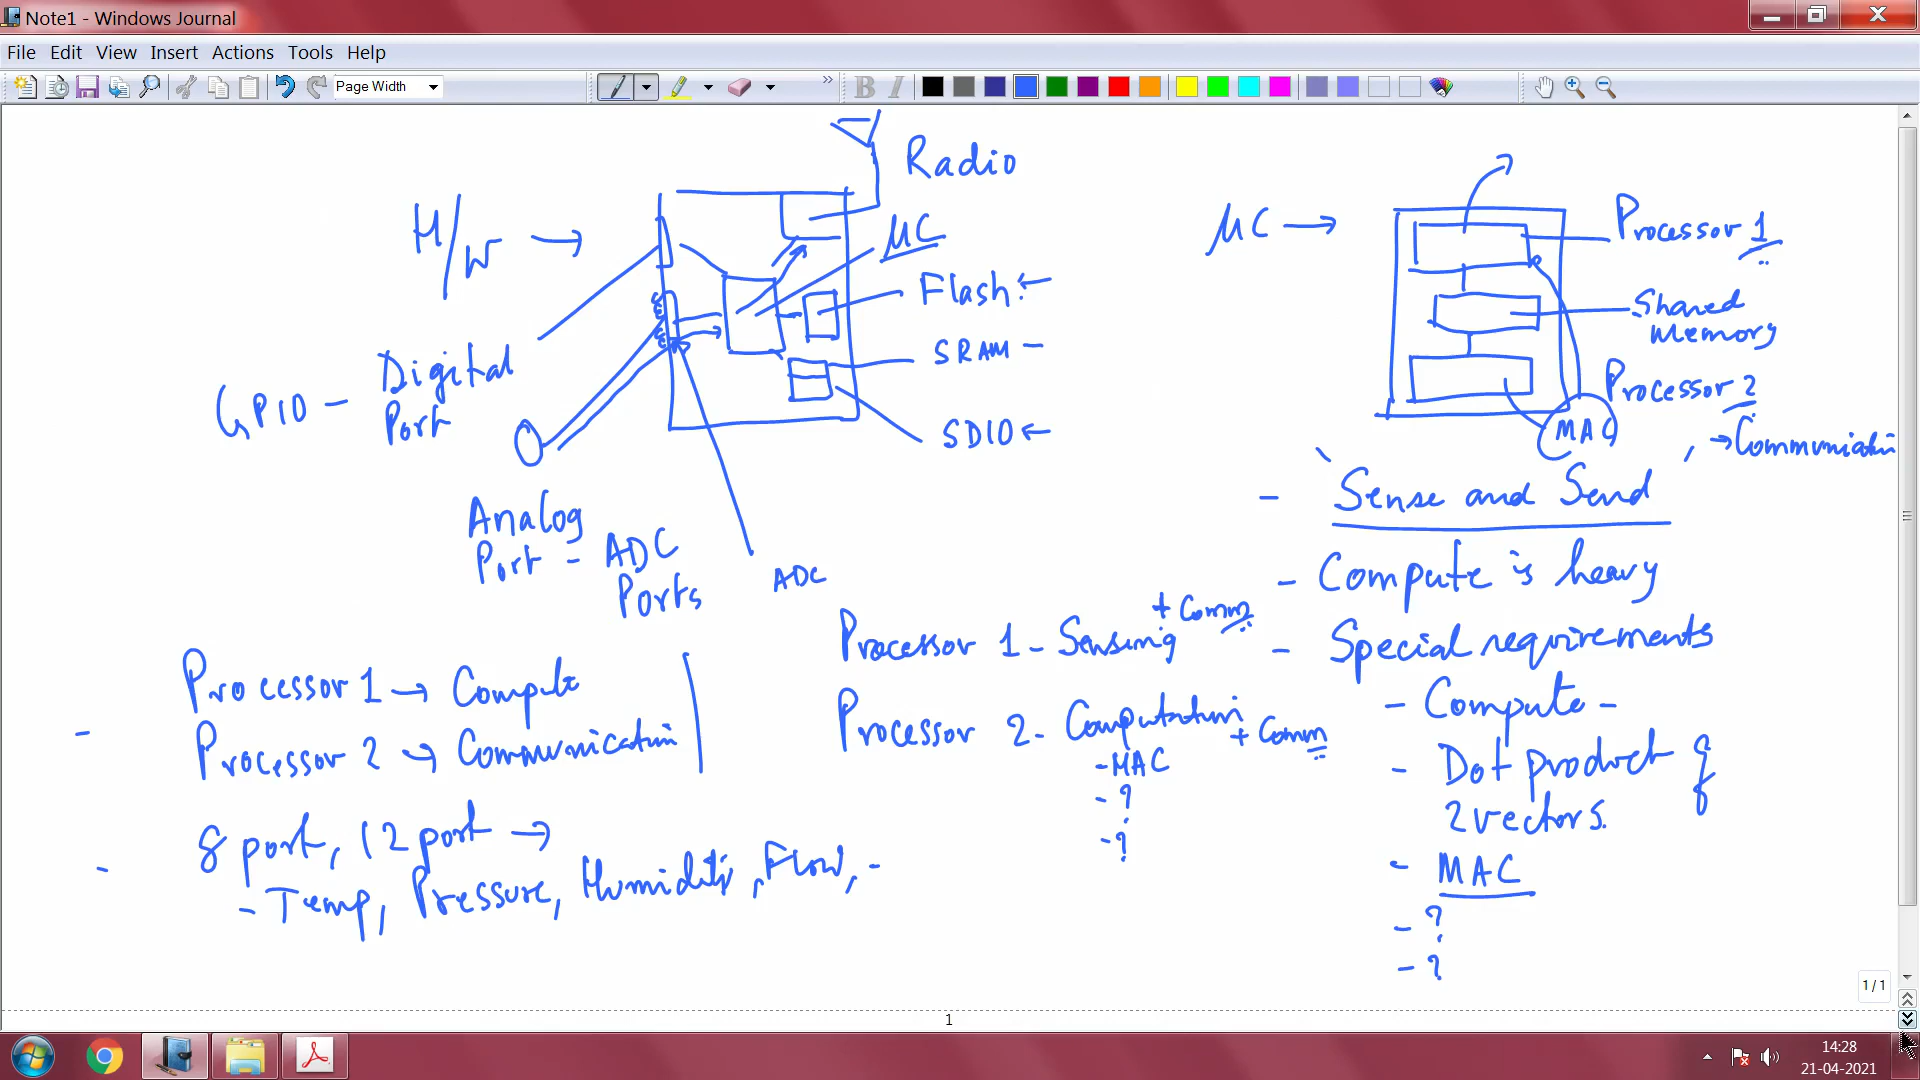 Note1 - Windows Journal
File Edit View Insert Actions Tools Help
Page Width
B I
Radio
H/W →
μC
Flash
SRAM -
SDIO ←
GPIO - Digital
Port
Analog
Port - ADC
Ports
ADC
μC →
Processor 1
Shared
memory
Processor 2
MAC
→ Communication
- Sense and Send
- Compute is heavy
- Special requirements
- Compute -
- Dot product of
2 vectors.
- MAC
- ?
- ?
Processor 1 - Sensing + Comm
Processor 2 - Computation + Comm
- MAC
- ?
- ?
- Processor 1 → Compute
Processor 2 → Communication
- 8 port, 12 port →
- Temp, Pressure, Humidity, Flow, -
1 / 1
1
14:28
21-04-2021